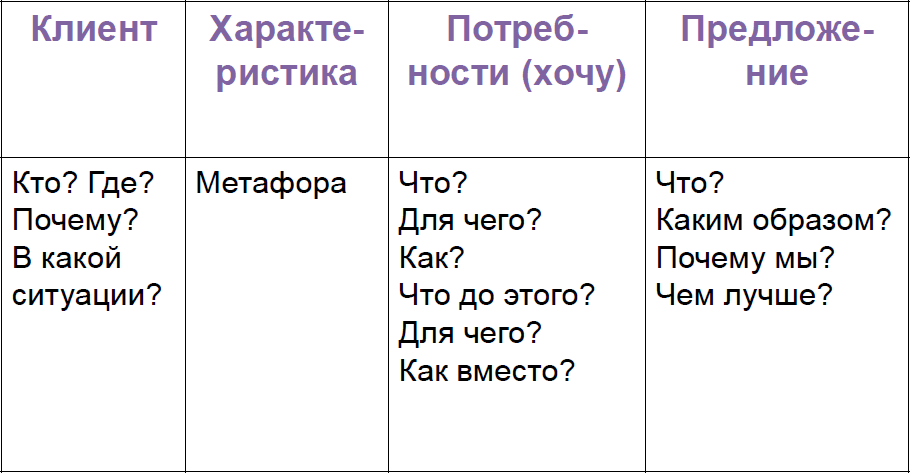 Клиент
Характе-
ристика
Потреб-
ности (хочу)
Предложе-
ние
Кто? Где?
Почему?
В какой
ситуации?
Метафора
Что?
Для чего?
Как?
Что до этого?
Для чего?
Как вместо?
Что?
Каким образом?
Почему мы?
Чем лучше?